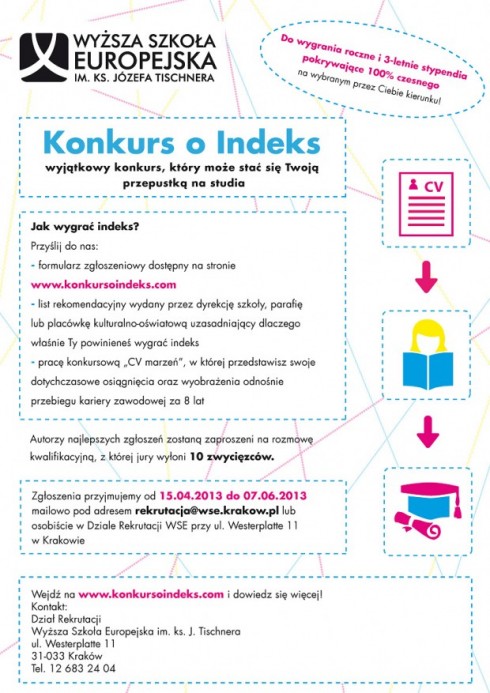 WYŻSZA SZKOŁA
EUROPEJSKA
IM. KS. JÓZEFA TISCHNERA
Do wygrania roczne i 3-letnie stypendia
pokrywające 100% czesnego
na wybranym przez Ciebie kierunku!
Konkurs o Indeks
wyjątkowy konkurs, który może stać się Twoją
przepustką na studia
CV
Jak wygrać indeks?
Przyślij do nas:
- formularz zgłoszeniowy dostępny na stronie
www.konkursoindeks.com
- list rekomendacyjny wydany przez dyrekcję szkoły, parafię
lub placówkę kulturalno-oświatową uzasadniający dlaczego
właśnie Ty powinieneś wygrać indeks
- pracę konkursową „CV marzeń”, w której przedstawisz swoje
dotychczasowe osiągnięcia oraz wyobrażenia odnośnie
przebiegu kariery zawodowej za 8 lat
Autorzy najlepszych zgłoszeń zostaną zaproszeni na rozmowę
kwalifikacyjną, z której jury wyłoni 10 zwycięzców.
Zgłoszenia przyjmujemy od 15.04.2013 do 07.06.2013
mailowo pod adresem rekrutacja@wse.krakow.pl lub
osobiście w Dziale Rekrutacji WSE przy ul. Westerplatte 11
w Krakowie
Wejdź na www.konkursoindeks.com i dowiedz się więcej!
Kontakt:
Dział Rekrutacji
Wyższa Szkoła Europejska im. ks. J. Tischnera
ul. Westerplatte 11
31-033 Kraków
Tel. 12 683 24 04